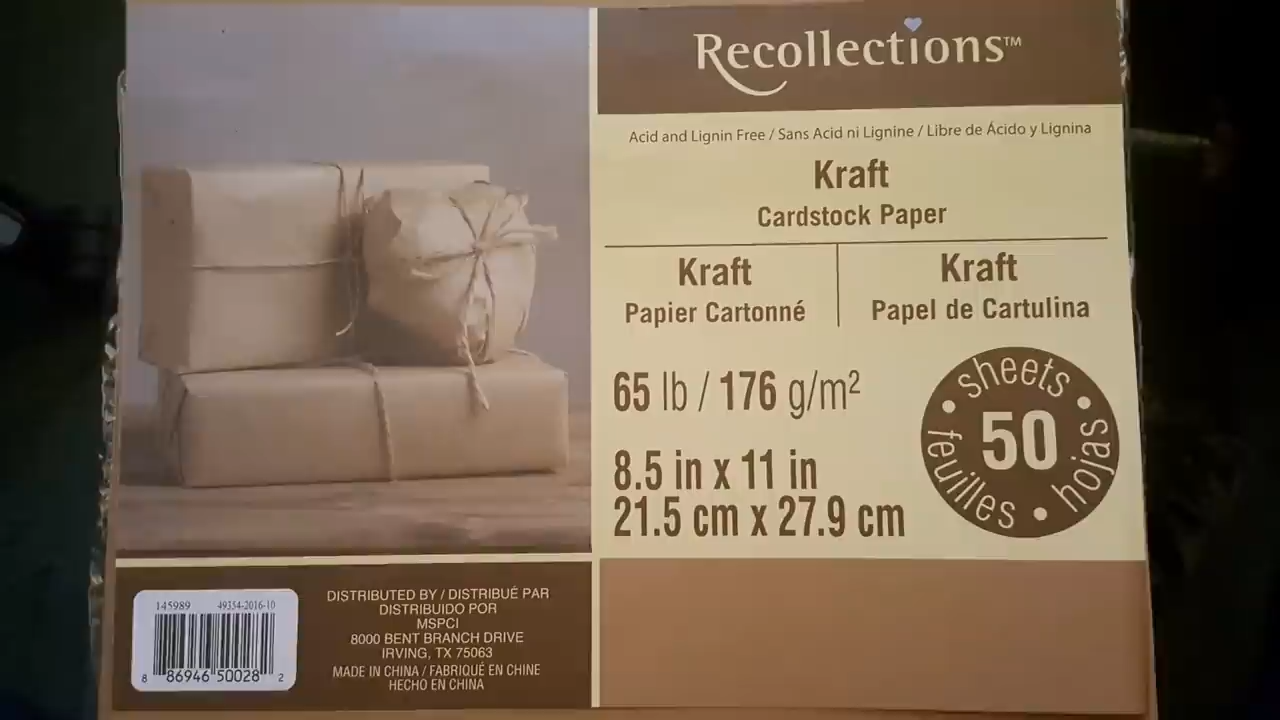 Recollections™
Acid and Lignin Free / Sans Acid ni Lignine / Libre de Ácido y Lignina
Kraft
Cardstock Paper
Kraft
Papier Cartonné
Kraft
Papel de Cartulina
65 lb / 176 g/m²
8.5 in x 11 in
21.5 cm x 27.9 cm
sheets
50
feuilles • hojas
145989 49354-2016-10
8 86946 50028 2
DISTRIBUTED BY / DISTRIBUÉ PAR
DISTRIBUIDO POR
MSPCI
8000 BENT BRANCH DRIVE
IRVING, TX 75063
MADE IN CHINA / FABRIQUÉ EN CHINE
HECHO EN CHINA